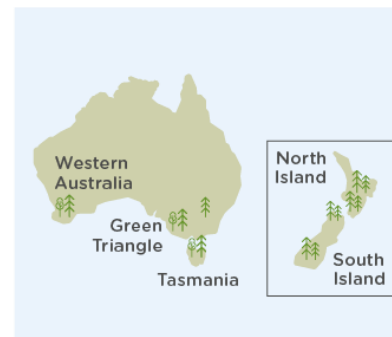 Western
Australia
Green
Triangle
Tasmania
North
Island
South
Island